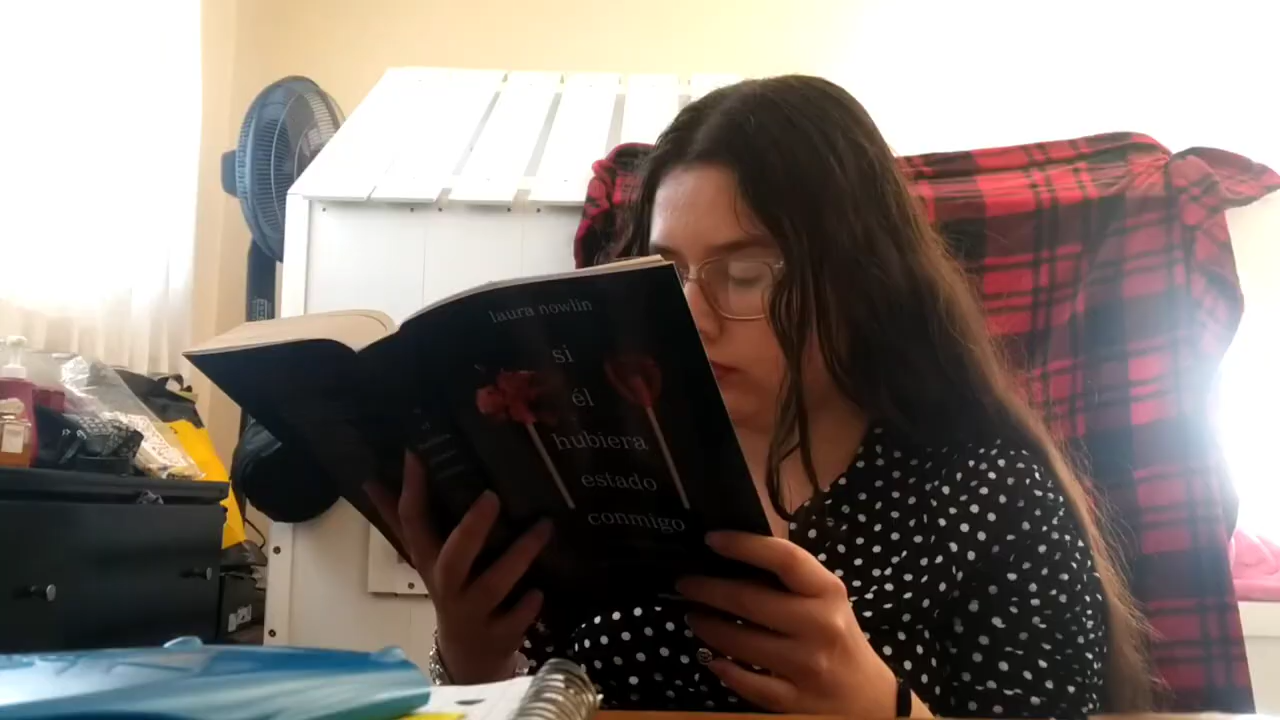 laura nowlin
si
él
hubiera
estado
conmigo